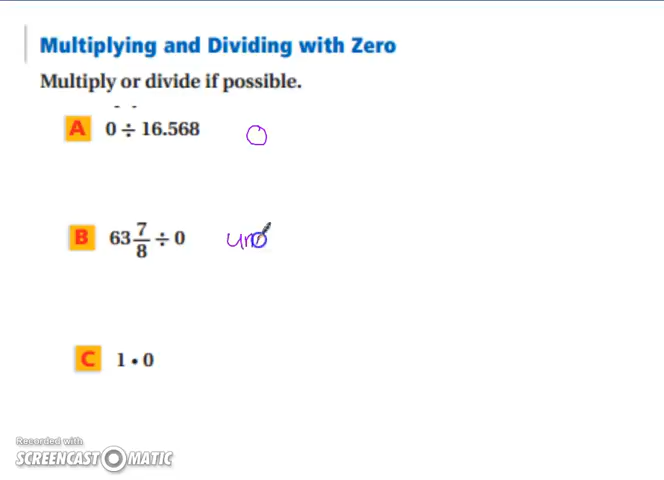 Multiplying and Dividing with Zero
Multiply or divide if possible.
A 0 ÷ 16.568 0
B 63 7/8 ÷ 0 und
C 1 • 0
Recorded with
SCREENCAST O MATIC